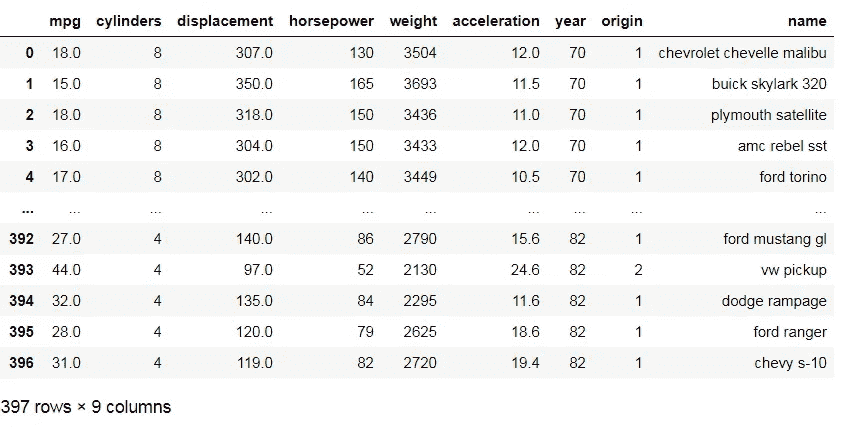 mpg cylinders displacement horsepower weight acceleration year origin name
0 18.0 8 307.0 130 3504 12.0 70 1 chevrolet chevelle malibu
1 15.0 8 350.0 165 3693 11.5 70 1 buick skylark 320
2 18.0 8 318.0 150 3436 11.0 70 1 plymouth satellite
3 16.0 8 304.0 150 3433 12.0 70 1 amc rebel sst
4 17.0 8 302.0 140 3449 10.5 70 1 ford torino
... ... ... ... ... ... ... ... ... ...
392 27.0 4 140.0 86 2790 15.6 82 1 ford mustang gl
393 44.0 4 97.0 52 2130 24.6 82 2 vw pickup
394 32.0 4 135.0 84 2295 11.6 82 1 dodge rampage
395 28.0 4 120.0 79 2625 18.6 82 1 ford ranger
396 31.0 4 119.0 82 2720 19.4 82 1 chevy s-10
397 rows × 9 columns